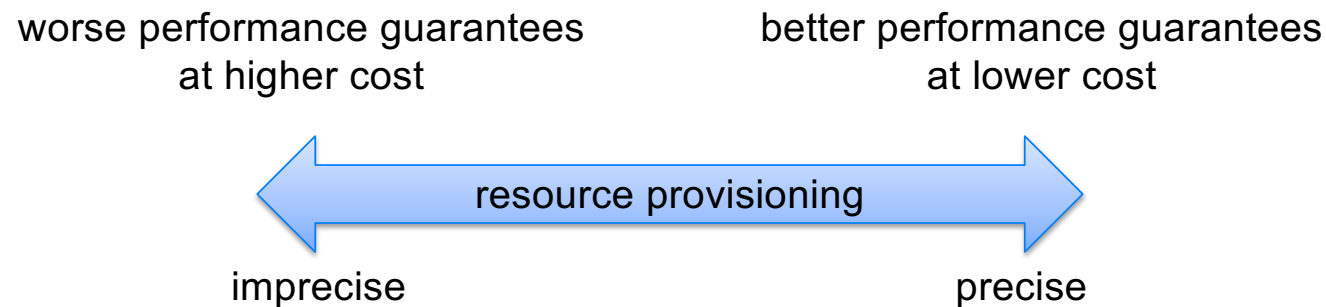 worse performance guarantees
at higher cost
better performance guarantees
at lower cost
resource provisioning
imprecise
precise